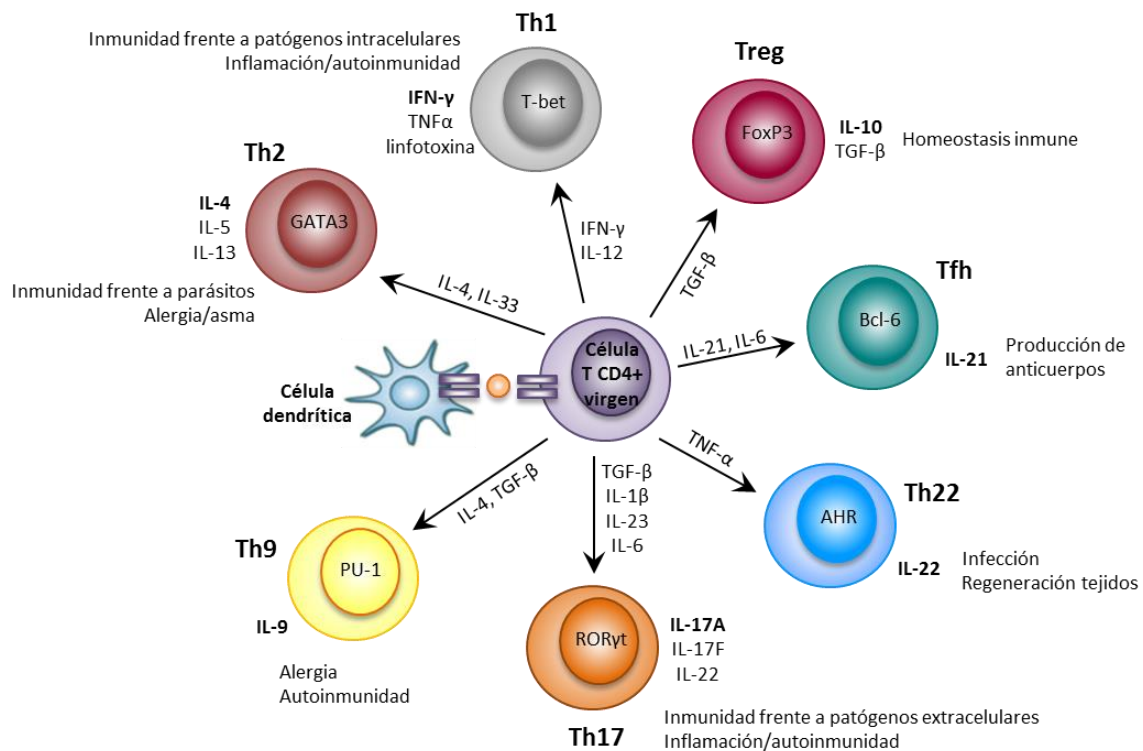 Th1
Inmunidad frente a patógenos intracelulares
Inflamación/autoinmunidad
IFN-γ
TNFα
linfotoxina
T-bet
Treg
FoxP3
IL-10
TGF-β
Homeostasis inmune
Th2
IL-4
IL-5
IL-13
GATA3
Inmunidad frente a parásitos
Alergia/asma
IFN-γ
IL-12
TGF-β
IL-4, IL-33
Tfh
Bcl-6
IL-21, IL-6
IL-21
Producción de
anticuerpos
Célula
T CD4+
virgen
Célula
dendrítica
TNF-α
Th22
AHR
IL-22
Infección
Regeneración tejidos
IL-4, TGF-β
TGF-β
IL-1β
IL-23
IL-6
Th9
PU-1
IL-9
Alergia
Autoinmunidad
RORγt
IL-17A
IL-17F
IL-22
Th17
Inmunidad frente a patógenos extracelulares
Inflamación/autoinmunidad